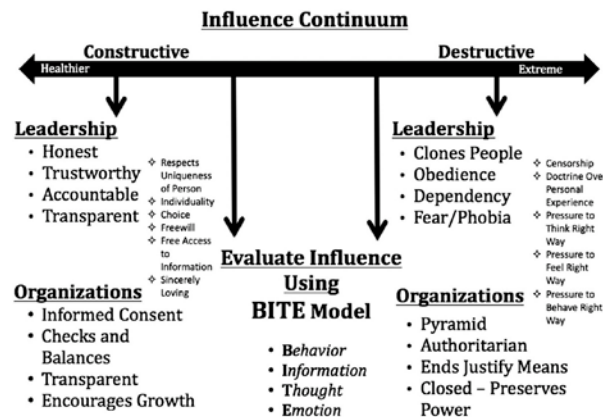 Influence Continuum
Constructive
Destructive
Healthier
Extreme
Leadership
• Honest
• Trustworthy
• Accountable
• Transparent
❖ Respects
Uniqueness
of Person
❖ Individuality
❖ Choice
❖ Freewill
❖ Free Access
to
Information
❖ Sincerely
Loving
Organizations
• Informed Consent
• Checks and
Balances
• Transparent
• Encourages Growth
Evaluate Influence
Using
BITE Model
• Behavior
• Information
• Thought
• Emotion
Leadership
• Clones People
• Obedience
• Dependency
• Fear/Phobia
❖ Censorship
❖ Doctrine Over
Personal
Experience
❖ Pressure to
Think Right
Way
❖ Pressure to
Feel Right
Way
❖ Pressure to
Behave Right
Way
Organizations
• Pyramid
• Authoritarian
• Ends Justify Means
• Closed – Preserves
Power